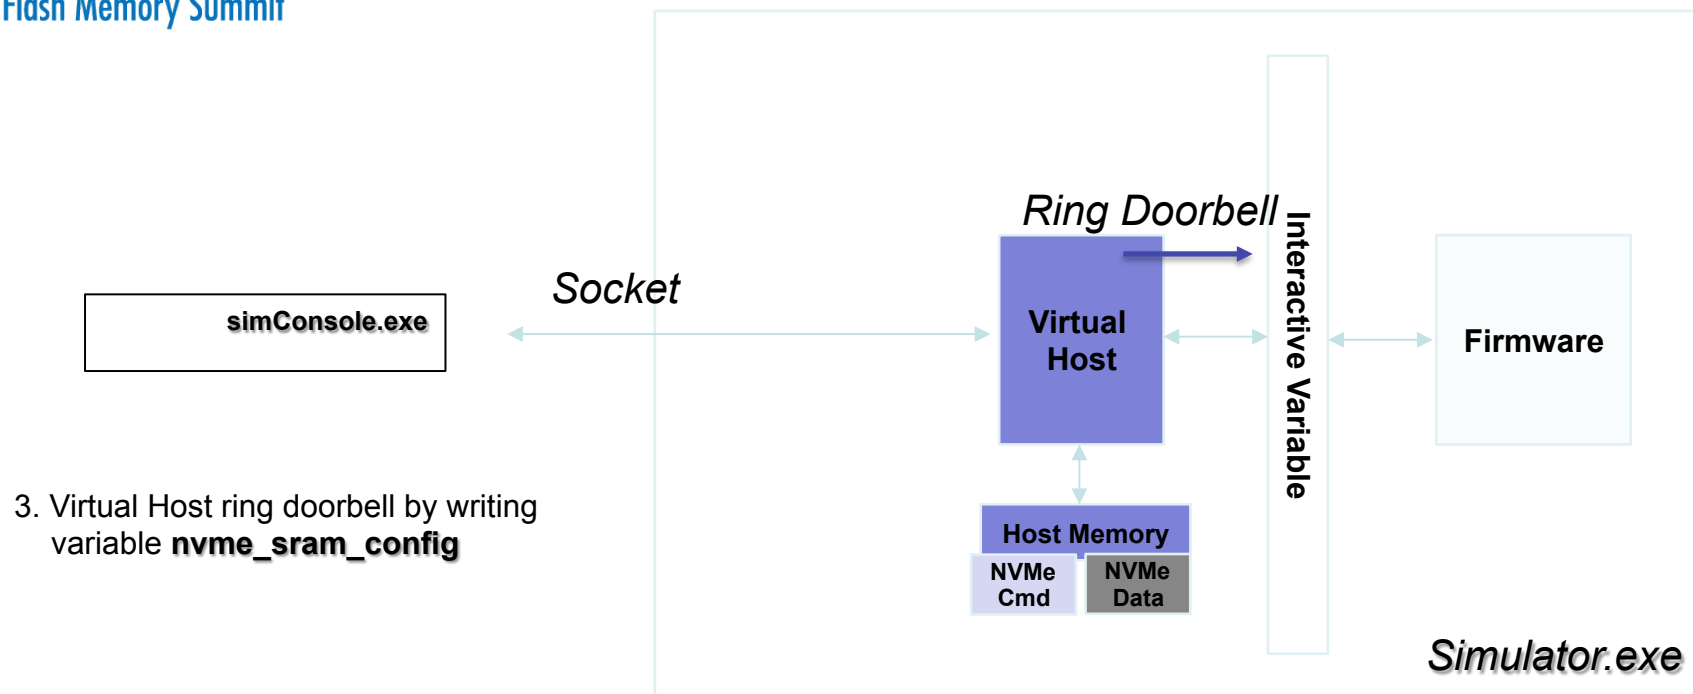 Flash Memory Summit
Ring Doorbell
Socket
simConsole.exe
Virtual
Host
Interactive Variable
Firmware
3. Virtual Host ring doorbell by writing
variable nvme_sram_config
Host Memory
NVMe
Cmd
NVMe
Data
Simulator.exe